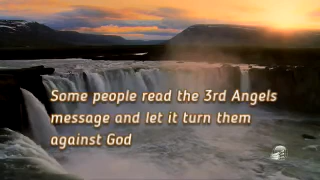 Some people read the 3rd Angels
message and let it turn them
against God